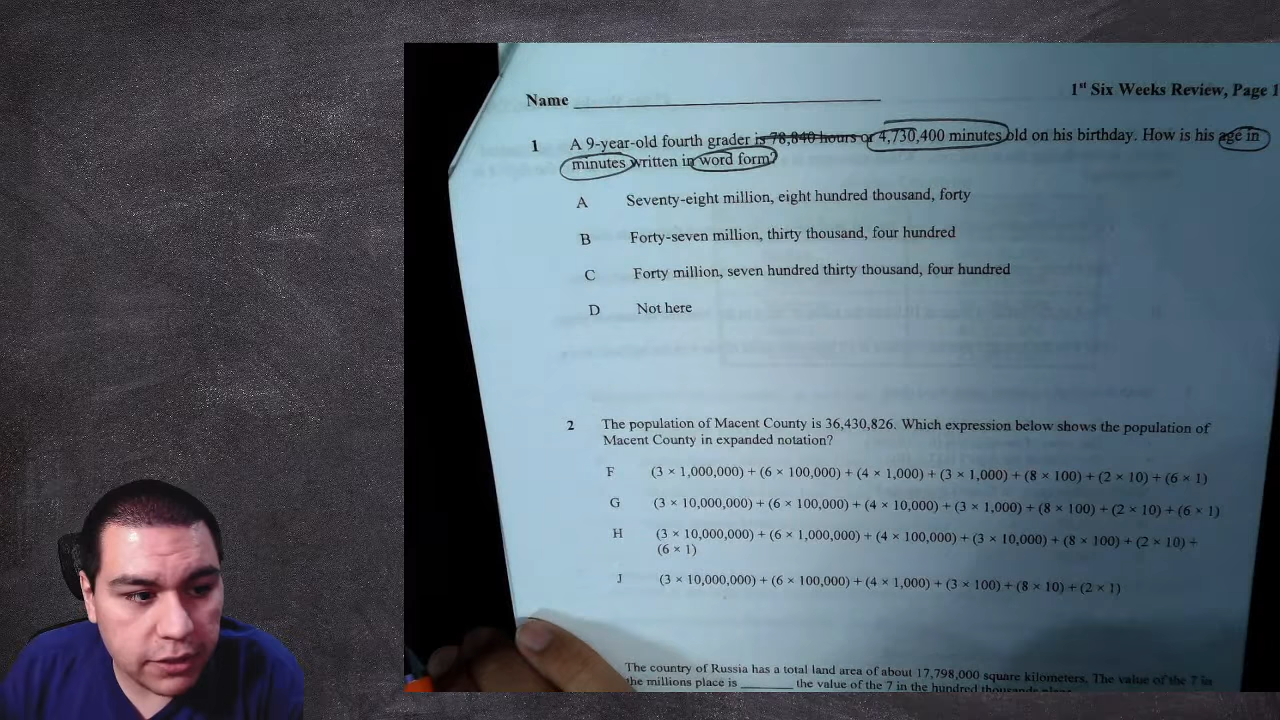 Name
1st Six Weeks Review, Page 1
1 A 9-year-old fourth grader is 78,840 hours or 4,730,400 minutes old on his birthday. How is his age in
minutes written in word form?
A Seventy-eight million, eight hundred thousand, forty
B Forty-seven million, thirty thousand, four hundred
C Forty million, seven hundred thirty thousand, four hundred
D Not here
2 The population of Macent County is 36,430,826. Which expression below shows the population of
Macent County in expanded notation?
F (3 × 1,000,000) + (6 × 100,000) + (4 × 1,000) + (3 × 1,000) + (8 × 100) + (2 × 10) + (6 × 1)
G (3 × 10,000,000) + (6 × 100,000) + (4 × 10,000) + (3 × 1,000) + (8 × 100) + (2 × 10) + (6 × 1)
H (3 × 10,000,000) + (6 × 1,000,000) + (4 × 100,000) + (3 × 10,000) + (8 × 100) + (2 × 10) +
(6 × 1)
J (3 × 10,000,000) + (6 × 100,000) + (4 × 1,000) + (3 × 100) + (8 × 10) + (2 × 1)
The country of Russia has a total land area of about 17,798,000 square kilometers. The value of the 7 in
the millions place is ______ the value of the 7 in the hundred thousands place.